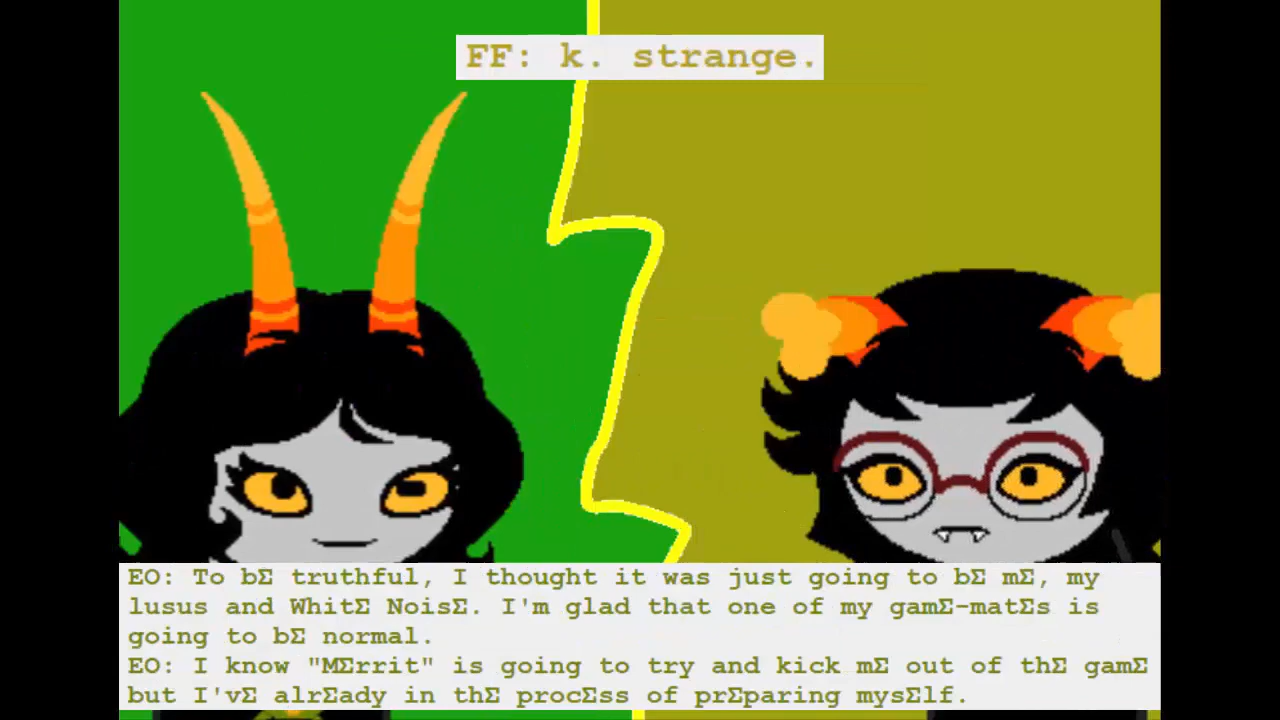 FF: k. strange.
EO: To bΣ truthful, I thought it was just going to bΣ mΣ, my
lusus and WhitΣ NoisΣ. I'm glad that one of my gamΣ-matΣs is
going to bΣ normal.
EO: I know "MΣrrit" is going to try and kick mΣ out of thΣ gamΣ
but I'vΣ alrΣady in thΣ procΣss of prΣparing mysΣlf.